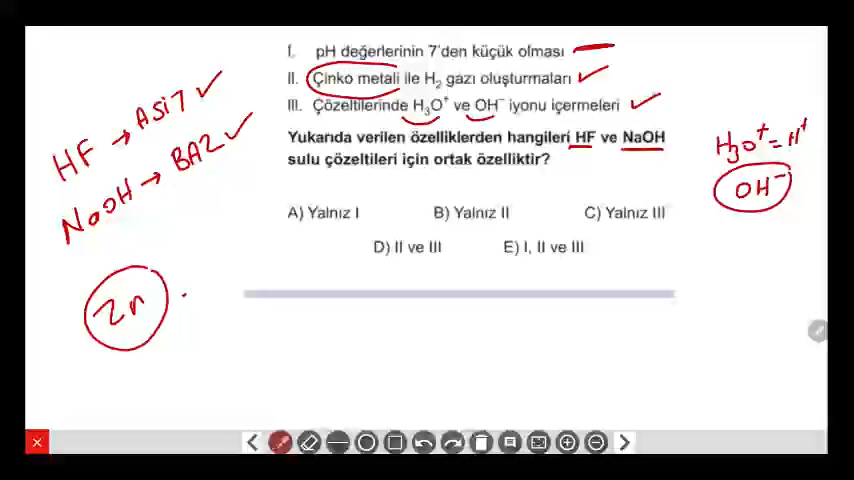 I. pH değerlerinin 7'den küçük olması
II. Çinko metali ile H₂ gazı oluşturmaları
III. Çözeltilerinde H₃O⁺ ve OH⁻ iyonu içermeleri
Yukarıda verilen özelliklerden hangileri HF ve NaOH
sulu çözeltileri için ortak özelliktir?
A) Yalnız I B) Yalnız II C) Yalnız III
D) II ve III E) I, II ve III
HF → ASiT
NaOH → BAZ
Zn
H₃O⁺ = H⁺
OH⁻